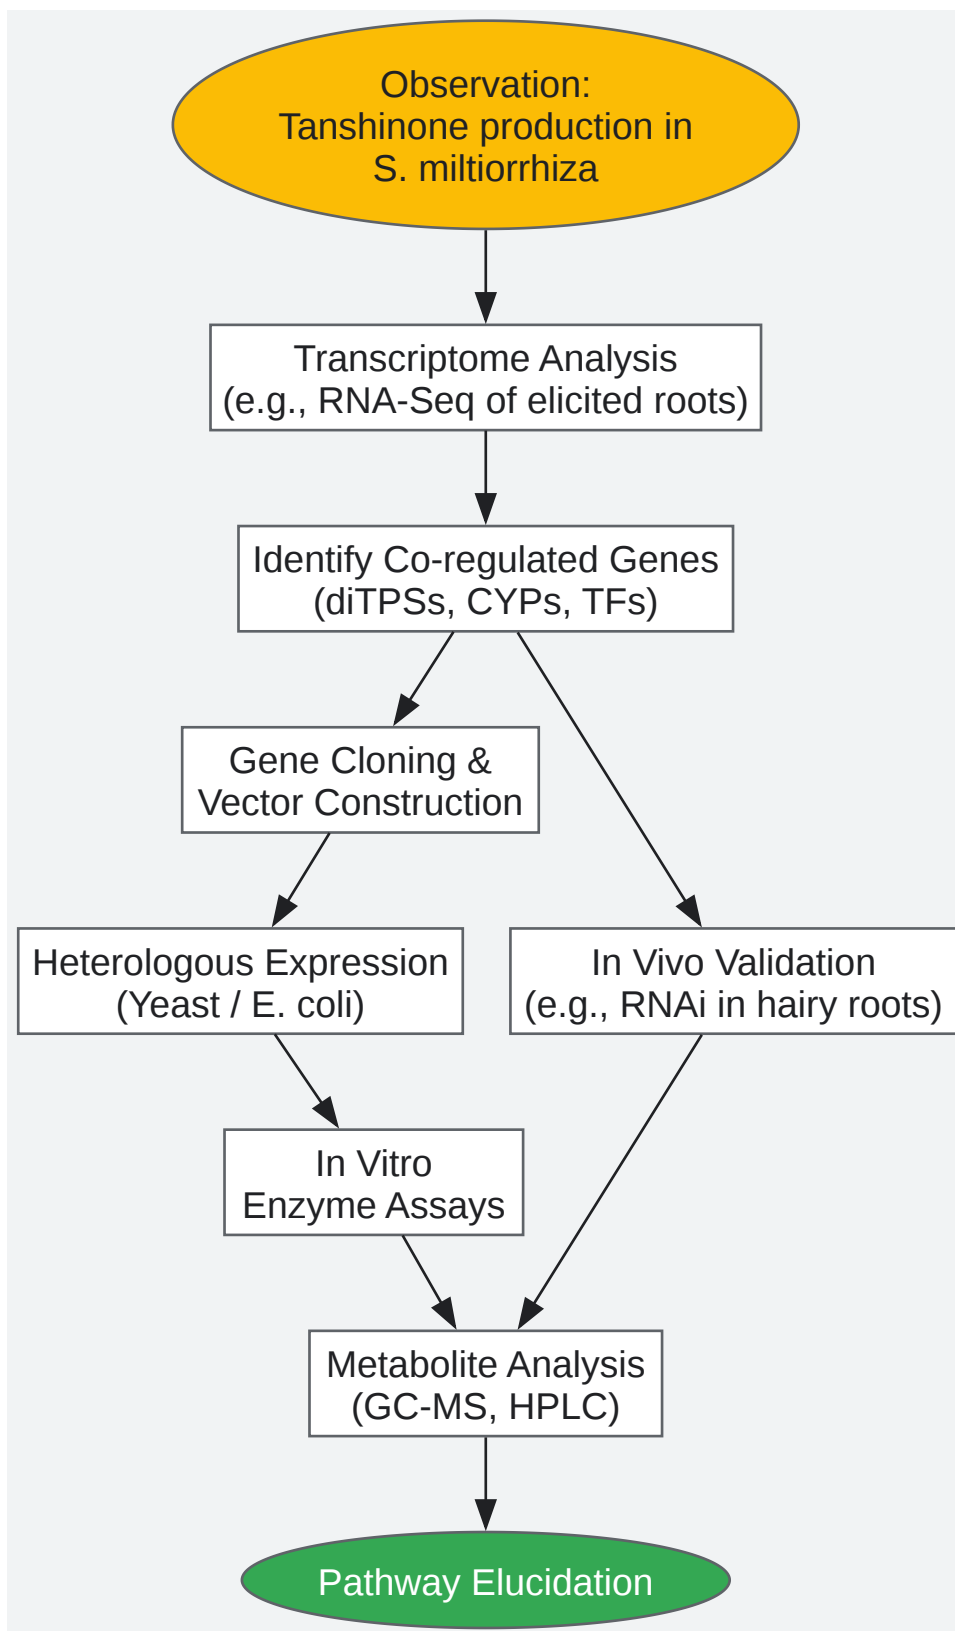 Observation:
Tanshinone production in
S. miltiorrhiza
Transcriptome Analysis
(e.g., RNA-Seq of elicited roots)
Identify Co-regulated Genes
(diTPSs, CYPs, TFs)
Gene Cloning &
Vector Construction
Heterologous Expression
(Yeast / E. coli)
In Vivo Validation
(e.g., RNAi in hairy roots)
In Vitro
Enzyme Assays
Metabolite Analysis
(GC-MS, HPLC)
Pathway Elucidation